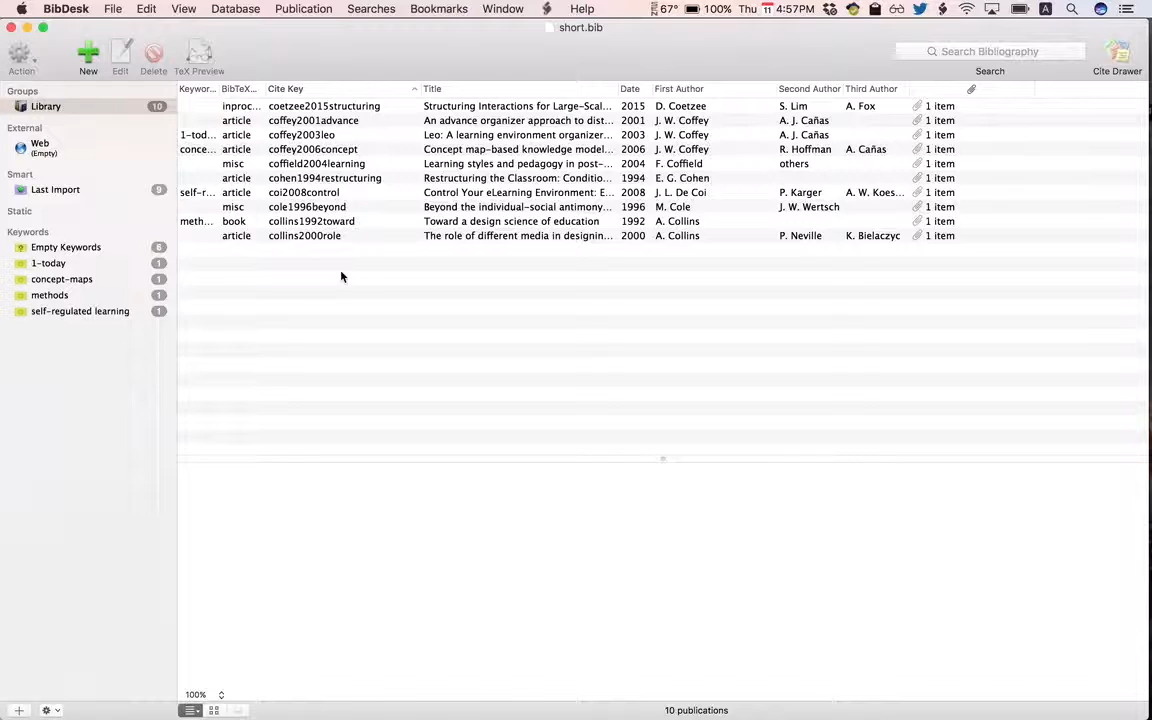 BibDesk File Edit View Database Publication Searches Bookmarks Window Help 67° 100% Thu 11 4:57PM A
short.bib
Action New Edit Delete TeX Preview Search Bibliography Search Cite Drawer
Groups
Library 10
External
Web
(Empty)
Smart
Last Import 9
Static
Keywords
Empty Keywords 6
1-today 1
concept-maps 1
methods 1
self-regulated learning 1
Keywor... BibTeX... Cite Key Title Date First Author Second Author Third Author
inproc... coetzee2015structuring Structuring Interactions for Large-Scal... 2015 D. Coetzee S. Lim A. Fox 1 item
article coffey2001advance An advance organizer approach to dist... 2001 J. W. Coffey A. J. Cañas 1 item
1-tod... article coffey2003leo Leo: A learning environment organizer... 2003 J. W. Coffey A. J. Cañas 1 item
conce... article coffey2006concept Concept map-based knowledge model... 2006 J. W. Coffey R. Hoffman A. Cañas 1 item
misc coffield2004learning Learning styles and pedagogy in post-... 2004 F. Coffield others 1 item
article cohen1994restructuring Restructuring the Classroom: Conditio... 1994 E. G. Cohen 1 item
self-r... article coi2008control Control Your eLearning Environment: E... 2008 J. L. De Coi P. Karger A. W. Koes... 1 item
misc cole1996beyond Beyond the individual-social antimony... 1996 M. Cole J. W. Wertsch 1 item
meth... book collins1992toward Toward a design science of education 1992 A. Collins 1 item
article collins2000role The role of different media in designin... 2000 A. Collins P. Neville K. Bielaczyc 1 item
100%
10 publications